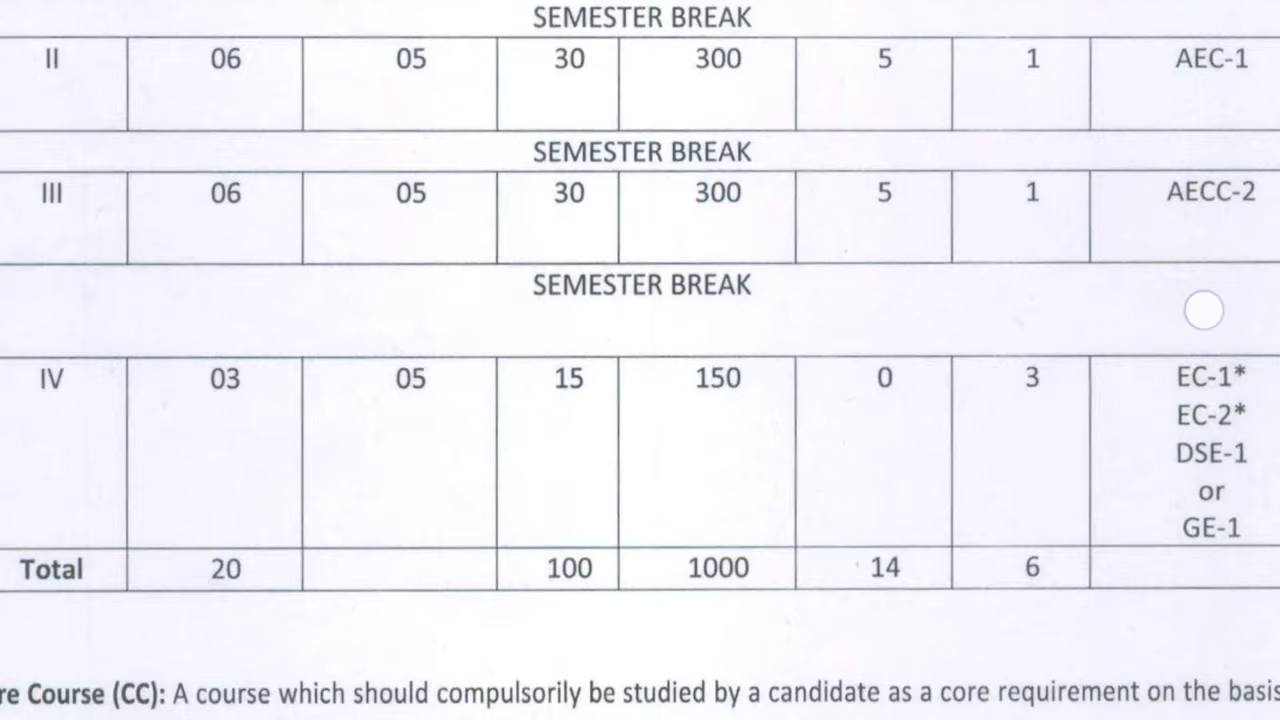 SEMESTER BREAK
II 06 05 30 300 5 1 AEC-1
SEMESTER BREAK
III 06 05 30 300 5 1 AECC-2
SEMESTER BREAK
IV 03 05 15 150 0 3 EC-1*
EC-2*
DSE-1
or
GE-1
Total 20 100 1000 14 6
re Course (CC): A course which should compulsorily be studied by a candidate as a core requirement on the basis